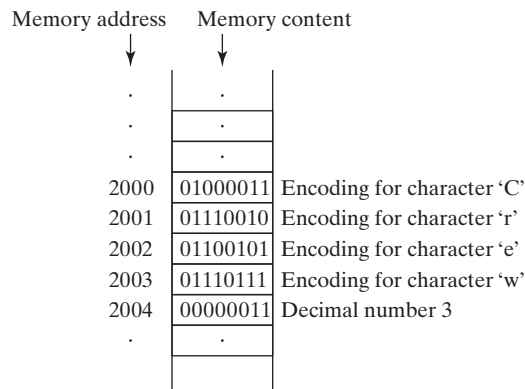 Memory address Memory content
. .
. .
. .
2000 01000011 Encoding for character ‘C’
2001 01110010 Encoding for character ‘r’
2002 01100101 Encoding for character ‘e’
2003 01110111 Encoding for character ‘w’
2004 00000011 Decimal number 3
. .